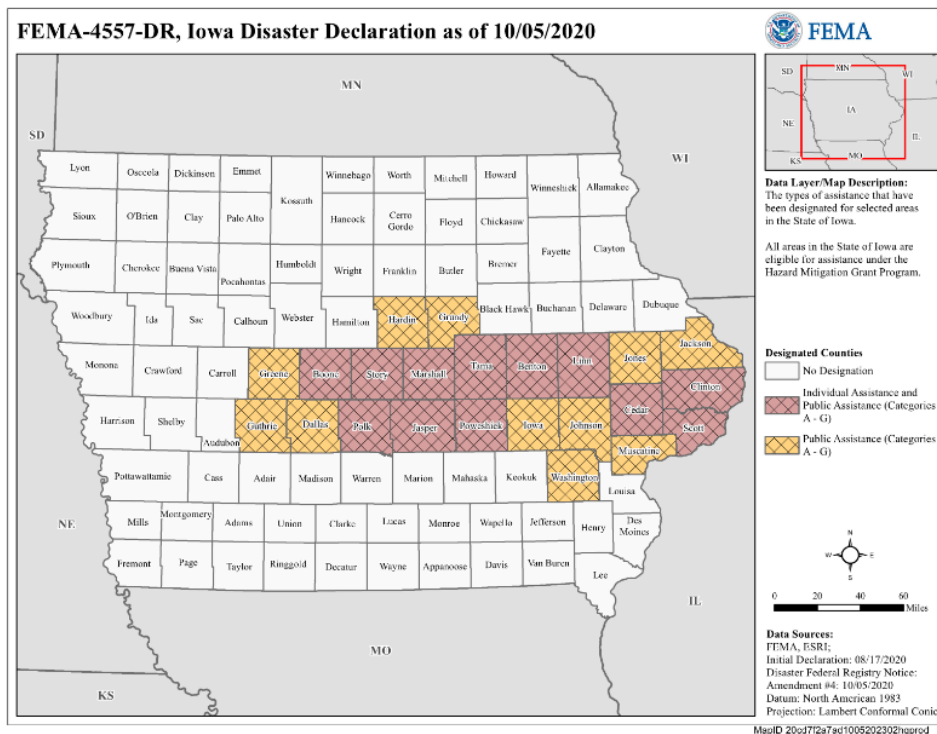 FEMA-4557-DR, Iowa Disaster Declaration as of 10/05/2020
FEMA
MN
SD
WI
NE
IL
MO
KS
Lyon
Osceola
Dickinson
Emmet
Kossuth
Winnebago
Worth
Mitchell
Howard
Winneshiek
Allamakee
Sioux
O'Brien
Clay
Palo Alto
Hancock
Cerro
Gordo
Floyd
Chickasaw
Fayette
Clayton
Plymouth
Cherokee
Buena Vista
Pocahontas
Humboldt
Wright
Franklin
Butler
Bremer
Woodbury
Ida
Sac
Calhoun
Webster
Hamilton
Hardin
Grundy
Black Hawk
Buchanan
Delaware
Dubuque
Monona
Crawford
Carroll
Greene
Boone
Story
Marshall
Tama
Benton
Linn
Jones
Jackson
Clinton
Harrison
Shelby
Audubon
Guthrie
Dallas
Polk
Jasper
Poweshiek
Iowa
Johnson
Cedar
Scott
Muscatine
Pottawattamie
Cass
Adair
Madison
Warren
Marion
Mahaska
Keokuk
Washington
Louisa
Mills
Montgomery
Adams
Union
Clarke
Lucas
Monroe
Wapello
Jefferson
Henry
Des
Moines
Fremont
Page
Taylor
Ringgold
Decatur
Wayne
Appanoose
Davis
Van Buren
Lee
SD
MN
WI
NE
IA
IL
KS
MO
Data Layer/Map Description:
The types of assistance that have
been designated for selected areas
in the State of Iowa.
All areas in the State of Iowa are
eligible for assistance under the
Hazard Mitigation Grant Program.
Designated Counties
No Designation
Individual Assistance and
Public Assistance (Categories
A - G)
Public Assistance (Categories
A - G)
N
W E
S
0 20 40 60
Miles
Data Sources:
FEMA, ESRI;
Initial Declaration: 08/17/2020
Disaster Federal Registry Notice:
Amendment #4: 10/05/2020
Datum: North American 1983
Projection: Lambert Conformal Conic
MapID 20cd7f2a7ad1005202302hqprod